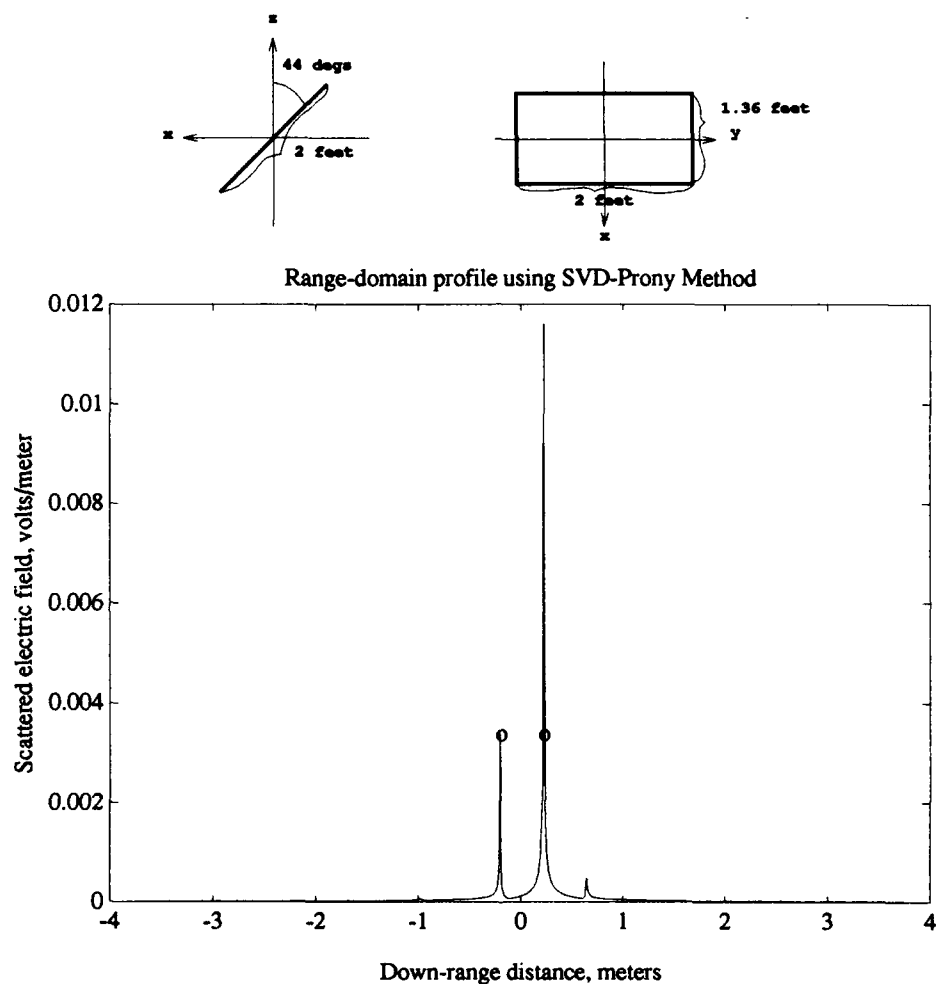 z
44 degs
x
2 feet
1.36 feet
y
2 feet
x
Range-domain profile using SVD-Prony Method
Scattered electric field, volts/meter
0.012
0.01
0.008
0.006
0.004
0.002
0
-4 -3 -2 -1 0 1 2 3 4
Down-range distance, meters